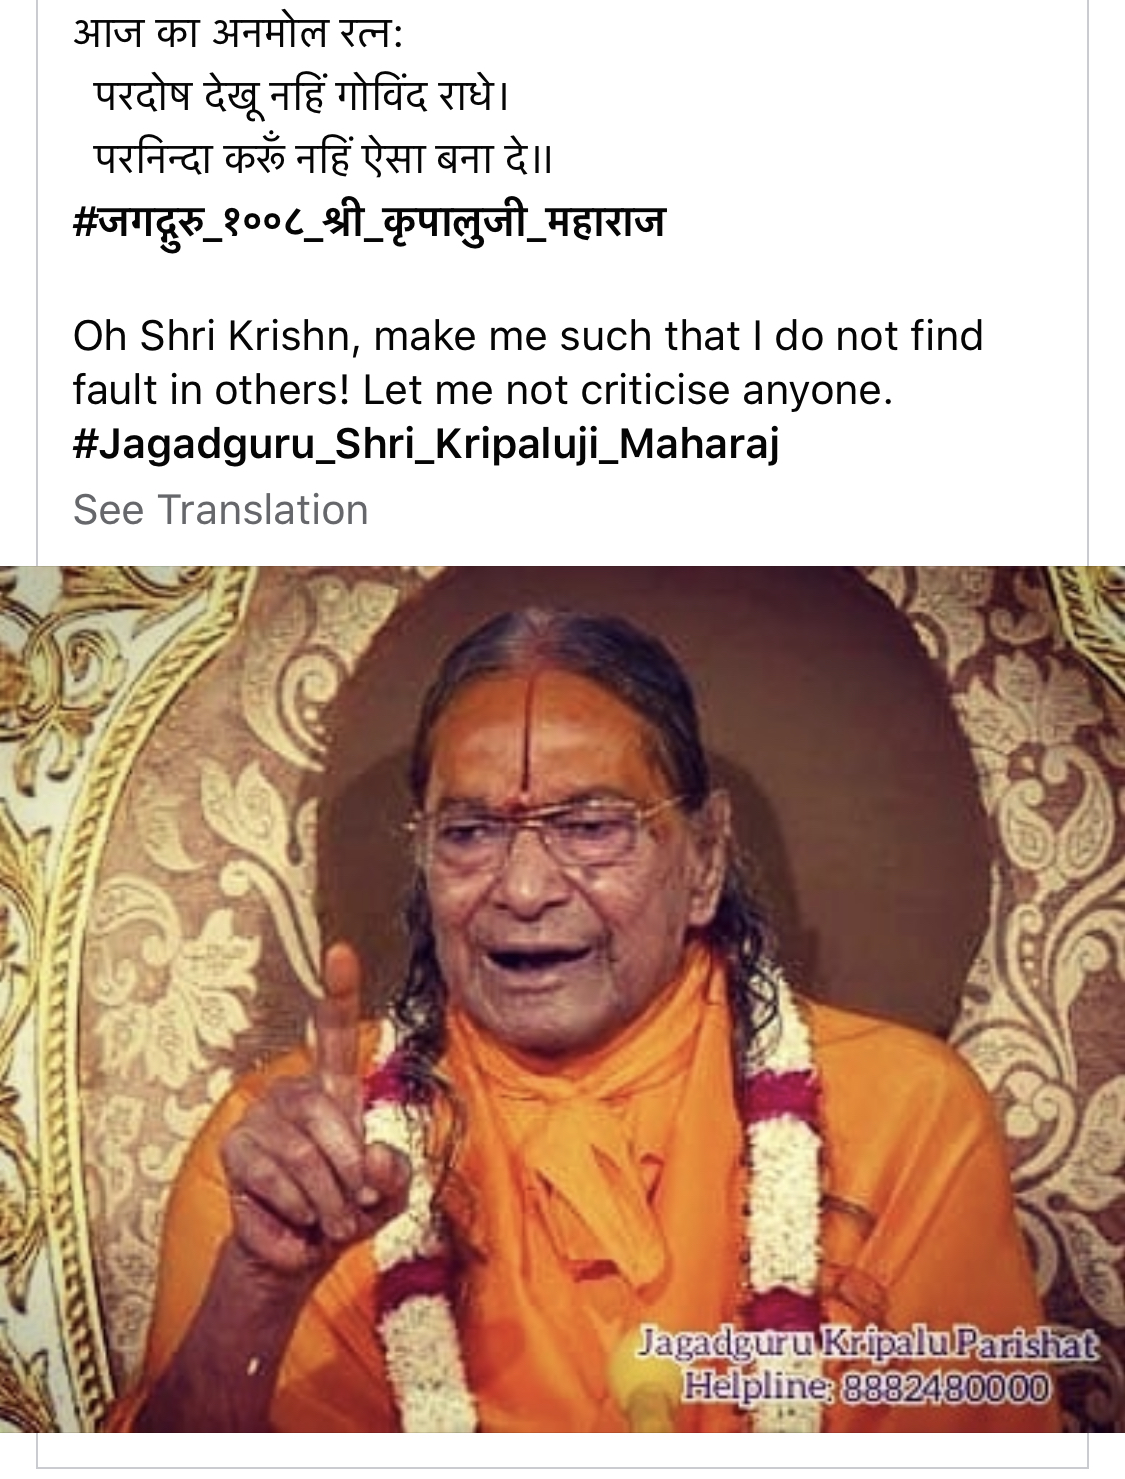 आज का अनमोल रत्न:
परदोष देखू नहिं गोविंद राधे।
परनिन्दा करूँ नहिं ऐसा बना दे॥
#जगद्गुरु_१००८_श्री_कृपालुजी_महाराज
Oh Shri Krishn, make me such that I do not find
fault in others! Let me not criticise anyone.
#Jagadguru_Shri_Kripaluji_Maharaj
See Translation
Jagadguru Kripalu Parishat
Helpline: 8882480000